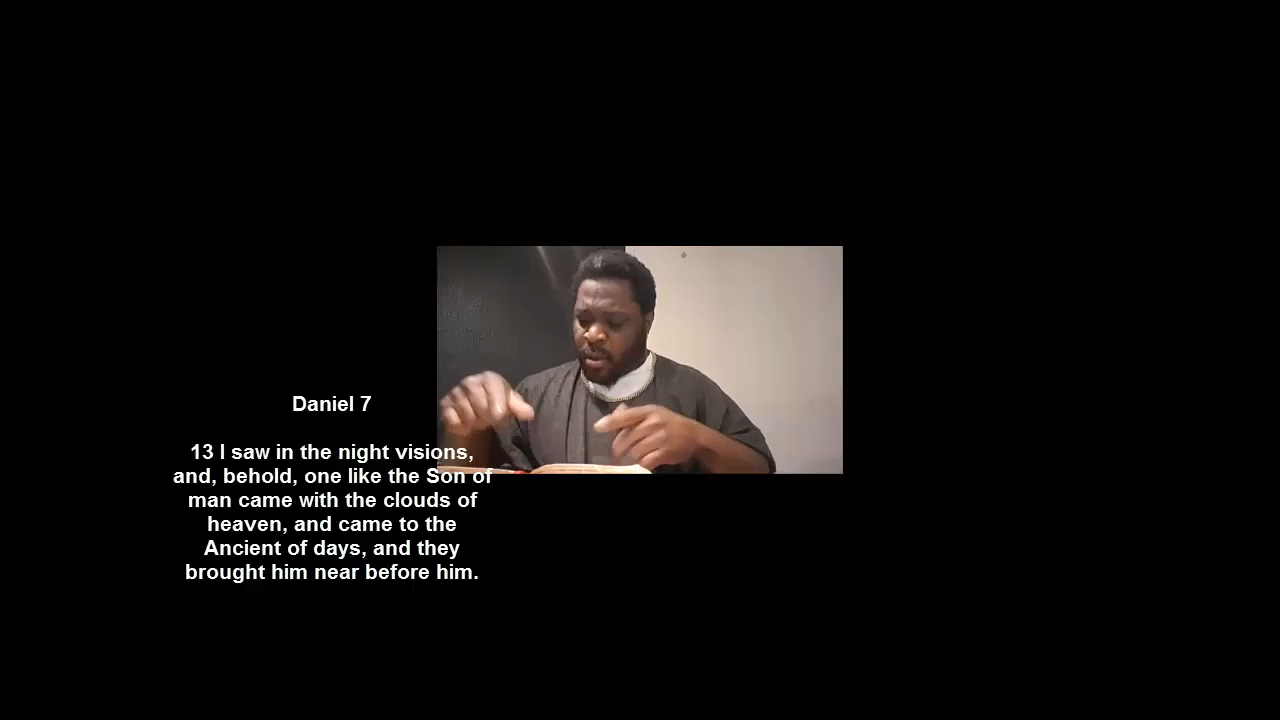 Daniel 7
13 I saw in the night visions,
and, behold, one like the Son of
man came with the clouds of
heaven, and came to the
Ancient of days, and they
brought him near before him.